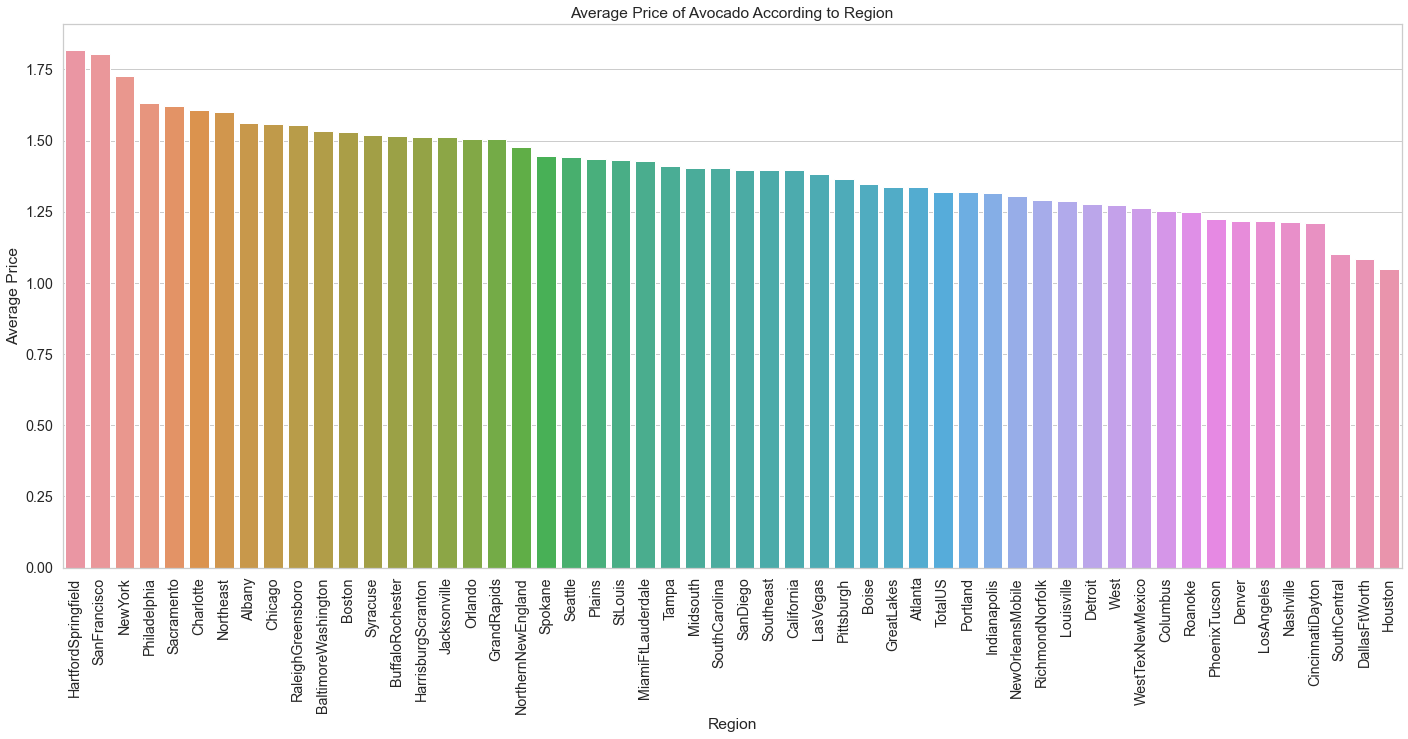 Average Price of Avocado According to Region
Average Price
1.75
1.50
1.25
1.00
0.75
0.50
0.25
0.00
HartfordSpringfield
SanFrancisco
NewYork
Philadelphia
Sacramento
Charlotte
Northeast
Albany
Chicago
RaleighGreensboro
BaltimoreWashington
Boston
Syracuse
BuffaloRochester
HarrisburgScranton
Jacksonville
Orlando
GrandRapids
NorthernNewEngland
Spokane
Seattle
Plains
StLouis
MiamiFtLauderdale
Tampa
Midsouth
SouthCarolina
SanDiego
Southeast
California
LasVegas
Pittsburgh
Boise
GreatLakes
Atlanta
TotalUS
Portland
Indianapolis
NewOrleansMobile
RichmondNorfolk
Louisville
Detroit
West
WestTexNewMexico
Columbus
Roanoke
PhoenixTucson
Denver
LosAngeles
Nashville
CincinnatiDayton
SouthCentral
DallasFtWorth
Houston
Region